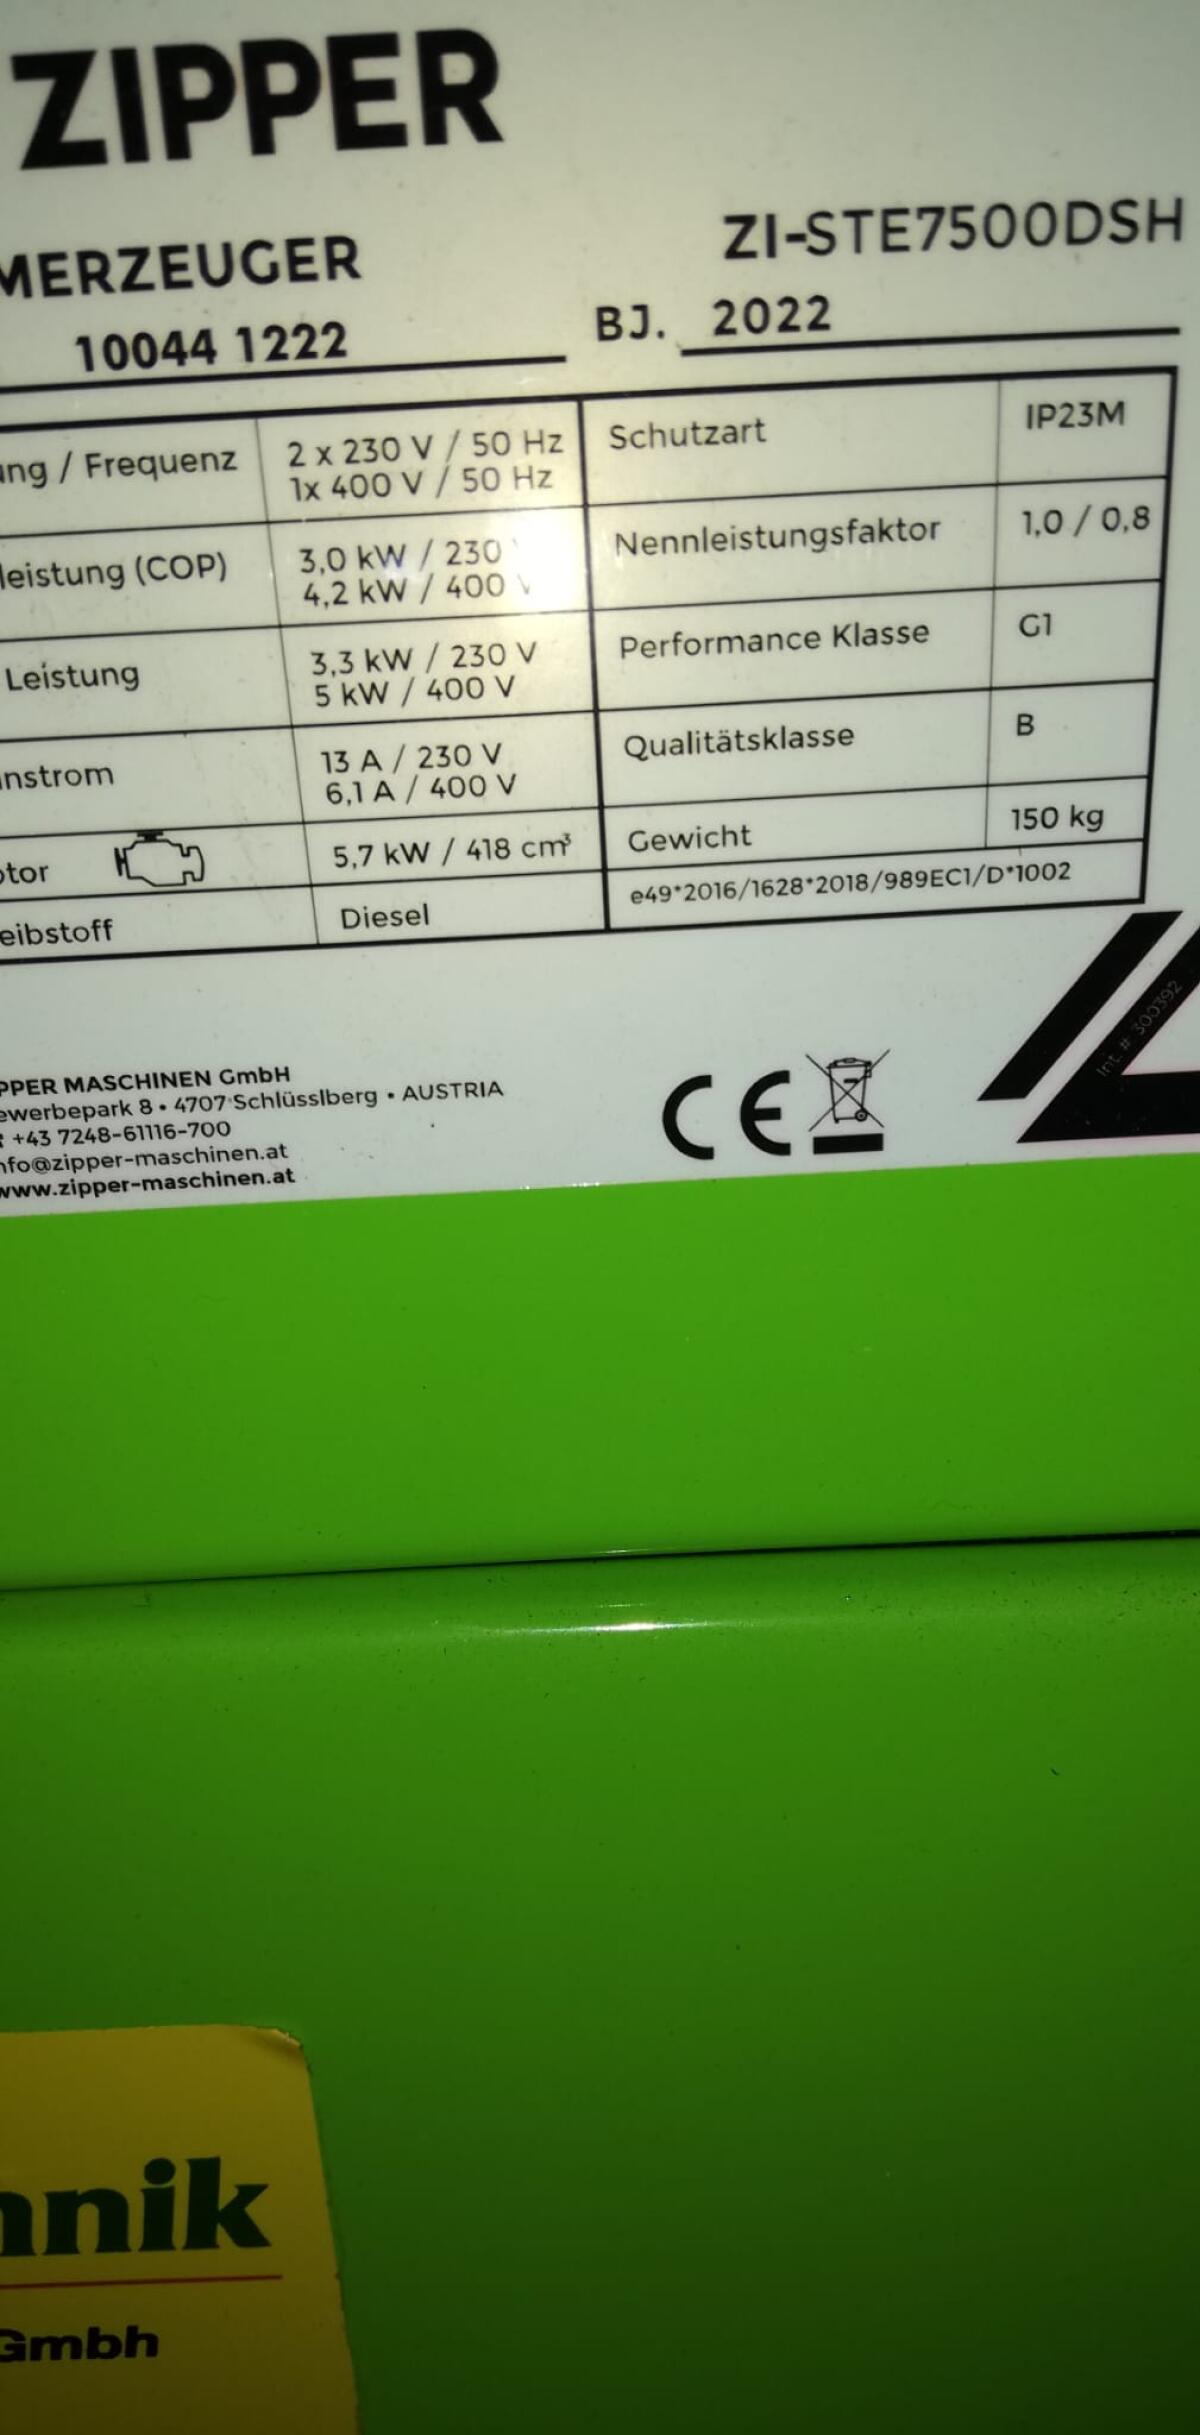 ZIPPER
MERZEUGER
ZI-STE7500DSH
10044 1222
BJ. 2022
ung / Frequenz
2 x 230 V / 50 Hz
1x 400 V / 50 Hz
Schutzart
IP23M
leistung (COP)
3,0 kW / 230
4,2 kW / 400 V
Nennleistungsfaktor
1,0 / 0,8
Leistung
3,3 kW / 230 V
5 kW / 400 V
Performance Klasse
G1
nstrom
13 A / 230 V
6,1 A / 400 V
Qualitätsklasse
B
otor
5,7 kW / 418 cm³
Gewicht
150 kg
eibstoff
Diesel
e49*2016/1628*2018/989EC1/D*1002
PPER MASCHINEN GmbH
ewerbepark 8 • 4707 Schlüsslberg • AUSTRIA
+43 7248-61116-700
nfo@zipper-maschinen.at
www.zipper-maschinen.at
CE
Int. # 300392
hnik
Gmbh